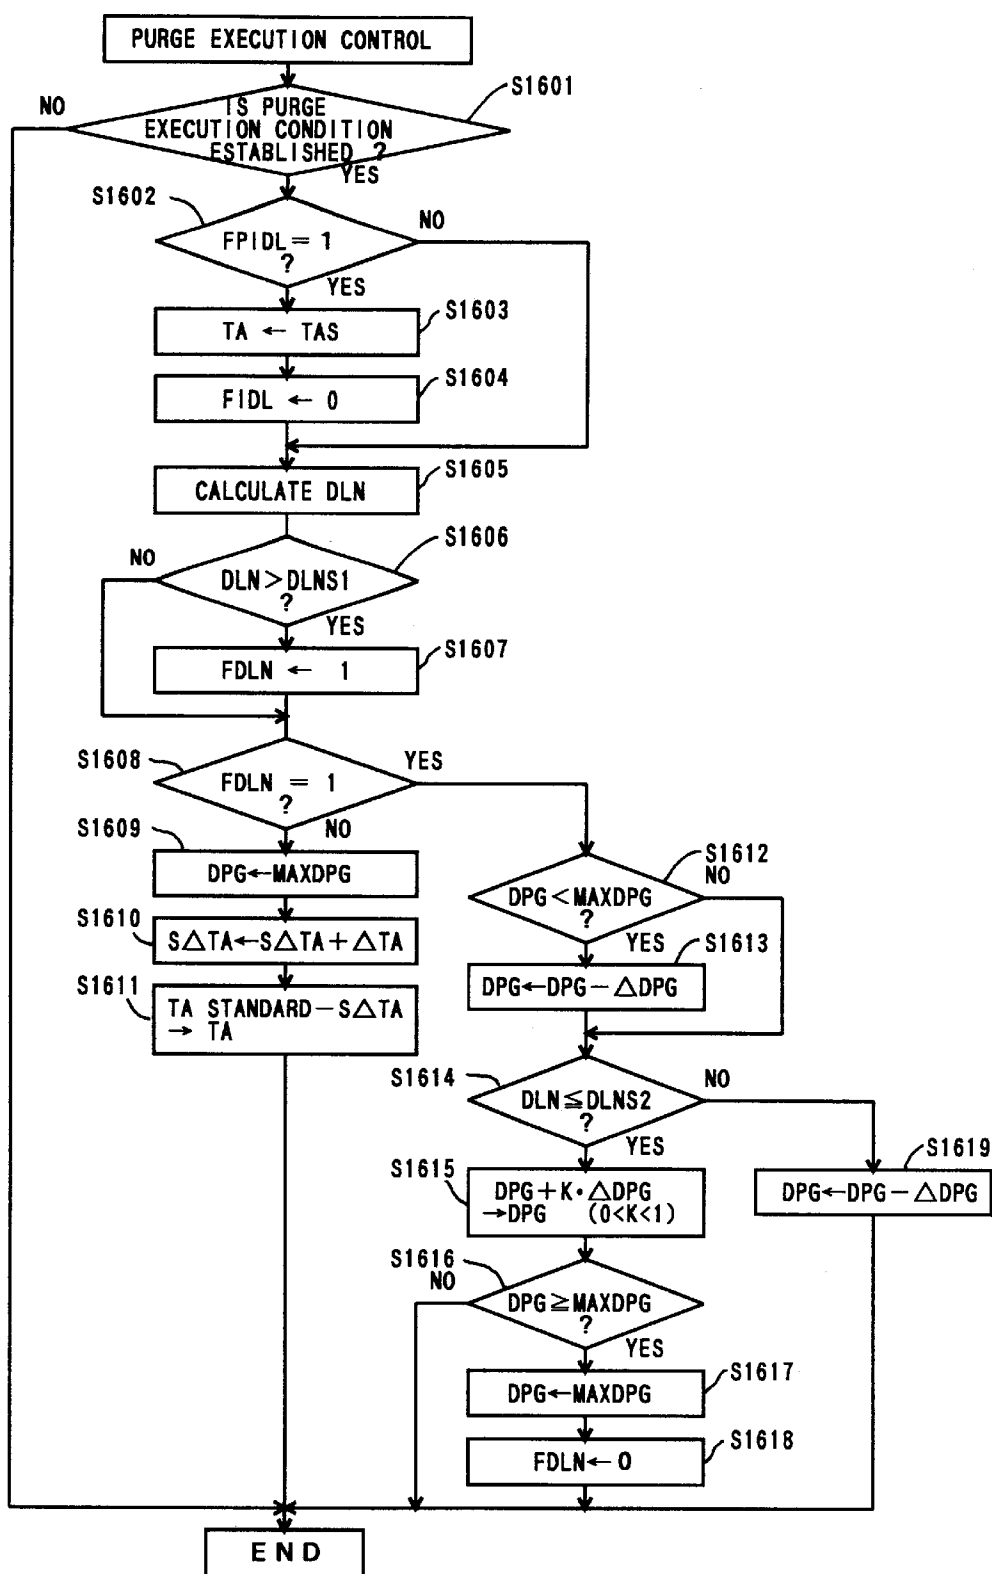 PURGE EXECUTION CONTROL
S1601
NO
IS PURGE
EXECUTION CONDITION
ESTABLISHED ?
YES
S1602
NO
FPIDL = 1
?
YES
S1603
TA ← TAS
S1604
FIDL ← 0
S1605
CALCULATE DLN
S1606
NO
DLN > DLNS1
?
YES
S1607
FDLN ← 1
S1608
YES
FDLN = 1
?
NO
S1609
DPG←MAXDPG
S1610
S△TA←S△TA+△TA
S1611
TA STANDARD－S△TA
→ TA
S1612
NO
DPG<MAXDPG
?
YES
S1613
DPG←DPG－△DPG
S1614
NO
DLN≦DLNS2
?
YES
S1615
DPG+K・△DPG
→DPG (0<K<1)
S1619
DPG←DPG－△DPG
S1616
NO
DPG≧MAXDPG
?
YES
S1617
DPG←MAXDPG
S1618
FDLN←0
END